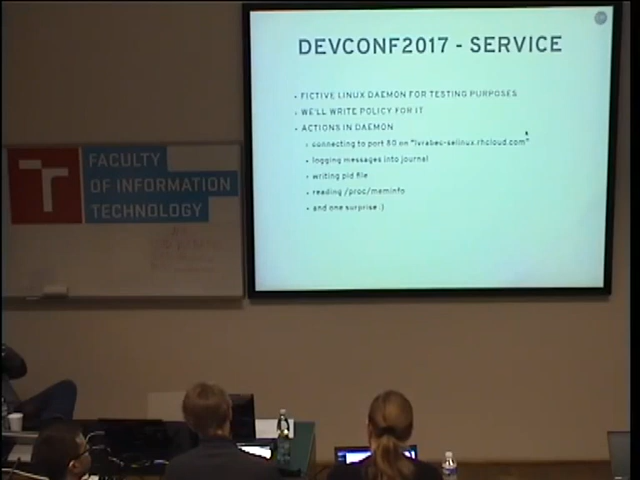 DEVCONF2017 - SERVICE
FICTIVE LINUX DAEMON FOR TESTING PURPOSES
WE'LL WRITE POLICY FOR IT
ACTIONS IN DAEMON
connecting to port 80 on "lvrabec-selinux.rhcloud.com"
logging messages into journal
writing pid file
reading /proc/meminfo
and one surprise :)
T
FACULTY
OF INFORMATION
TECHNOLOGY